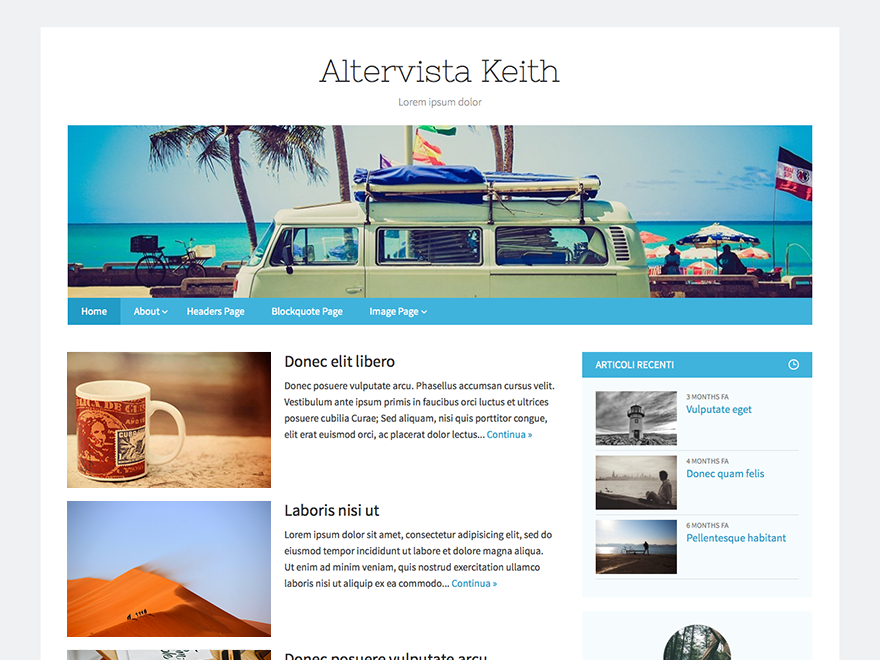 Altervista Keith
Lorem ipsum dolor
Home About Headers Page Blockquote Page Image Page
Donec elit libero
Donec posuere vulputate arcu. Phasellus accumsan cursus velit.
Vestibulum ante ipsum primis in faucibus orci luctus et ultrices
posuere cubilia Curae; Sed aliquam, nisi quis porttitor congue,
elit erat euismod orci, ac placerat dolor lectus... Continua »
Laboris nisi ut
Lorem ipsum dolor sit amet, consectetur adipisicing elit, sed do
eiusmod tempor incididunt ut labore et dolore magna aliqua.
Ut enim ad minim veniam, quis nostrud exercitation ullamco
laboris nisi ut aliquip ex ea commodo... Continua »
Donec posuere vulputate arcu
ARTICOLI RECENTI
3 MONTHS FA
Vulputate eget
4 MONTHS FA
Donec quam felis
6 MONTHS FA
Pellentesque habitant